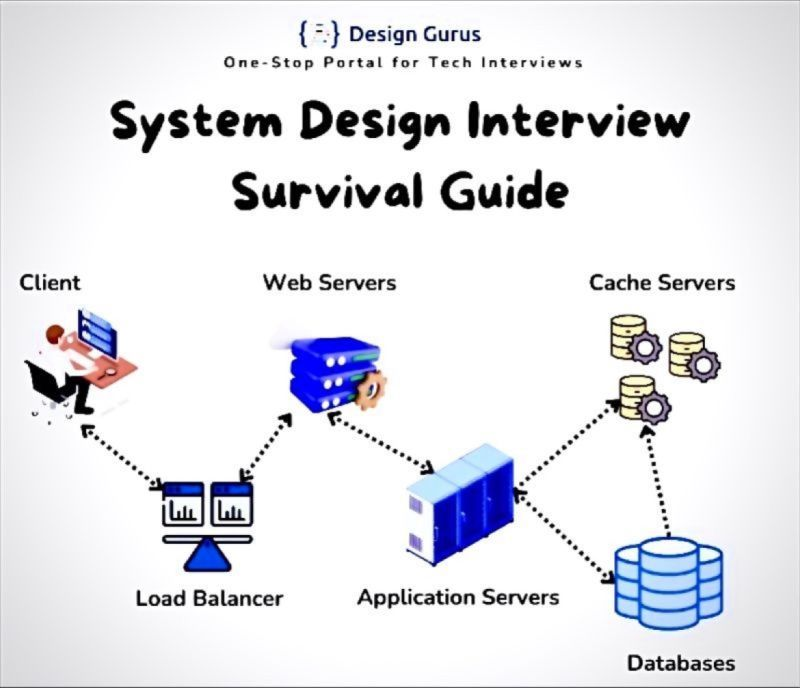 Design Gurus
One-Stop Portal for Tech Interviews
System Design Interview
Survival Guide
Client
Web Servers
Cache Servers
Load Balancer
Application Servers
Databases